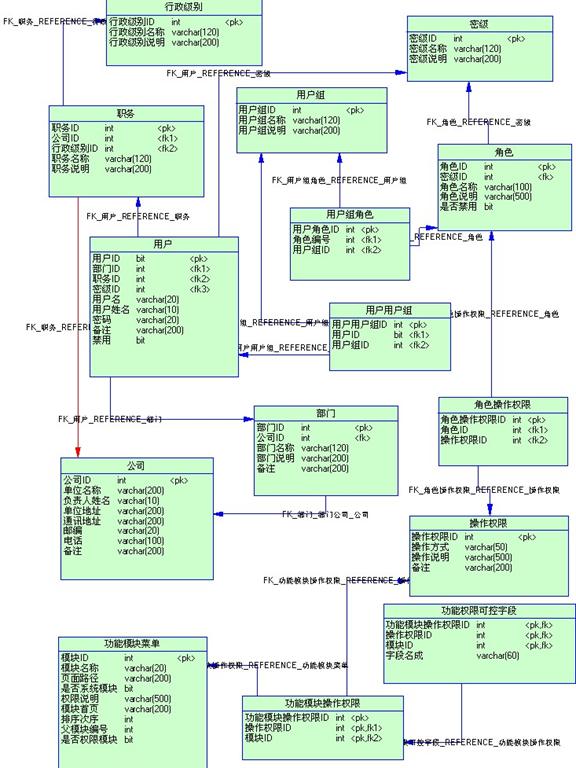 行政级别
行政级别ID int <pk>
行政级别名称 varchar(120)
行政级别说明 varchar(200)
密级
密级ID int <pk>
密级名称 varchar(120)
密级说明 varchar(200)
FK_用户_REFERENCE_密级
用户组
用户组ID int <pk>
用户组名称 varchar(120)
用户组说明 varchar(200)
职务
职务ID int <pk>
公司ID int <fk1>
行政级别ID int <fk2>
职务名称 varchar(120)
职务说明 varchar(200)
FK_角色_REFERENCE_密级
角色
角色ID int <pk>
密级ID int <fk>
角色名称 varchar(100)
角色说明 varchar(500)
是否禁用 bit
FK_用户组角色_REFERENCE_用户组
FK_用户_REFERENCE_职务
用户组角色
用户角色ID int <pk>
角色编号 int <fk1>
用户组ID int <fk2>
_REFERENCE_角色
用户
用户ID bit <pk>
部门ID int <fk1>
职务ID int <fk2>
密级ID int <fk3>
用户名 varchar(20)
用户姓名 varchar(10)
密码 varchar(20)
备注 varchar(200)
禁用 bit
用户用户组
用户用户组ID int <pk>
用户ID bit <fk1>
用户组ID int <fk2>
组_REFERENCE_用户组
操作权限_REFERENCE_角色
用户用户组_REFERENCE_
角色操作权限
角色操作权限ID int <pk>
角色ID int <fk1>
操作权限ID int <fk2>
FK_用户_REFERENCE_部门
部门
部门ID int <pk>
公司ID int <fk>
部门名称 varchar(120)
部门说明 varchar(200)
备注 varchar(200)
公司
公司ID int <pk>
单位名称 varchar(200)
负责人姓名 varchar(10)
单位地址 varchar(200)
通讯地址 varchar(200)
邮编 varchar(20)
电话 varchar(100)
备注 varchar(200)
FK_角色操作权限_REFERENCE_操作权限
FK_部门_部门公司_公司
操作权限
操作权限ID int <pk>
操作方式 varchar(50)
操作说明 varchar(500)
备注 varchar(200)
FK_功能模块操作权限_REFERENCE_
功能权限可控字段
功能模块操作权限ID int <pk,fk>
操作权限ID int <pk,fk>
模块ID int <pk,fk>
字段名成 varchar(60)
功能模块菜单
模块ID int <pk>
模块名称 varchar(20)
页面路径 varchar(200)
是否系统模块 bit
权限说明 varchar(500)
模块首页 varchar(200)
排序次序 int
父模块编号 int
是否权限模块 bit
操作权限_REFERENCE_功能模块菜单
功能模块操作权限
功能模块操作权限ID int <pk>
操作权限ID int <pk,fk1>
模块ID int <pk,fk2>
可控字段_REFERENCE_功能模块操作权限